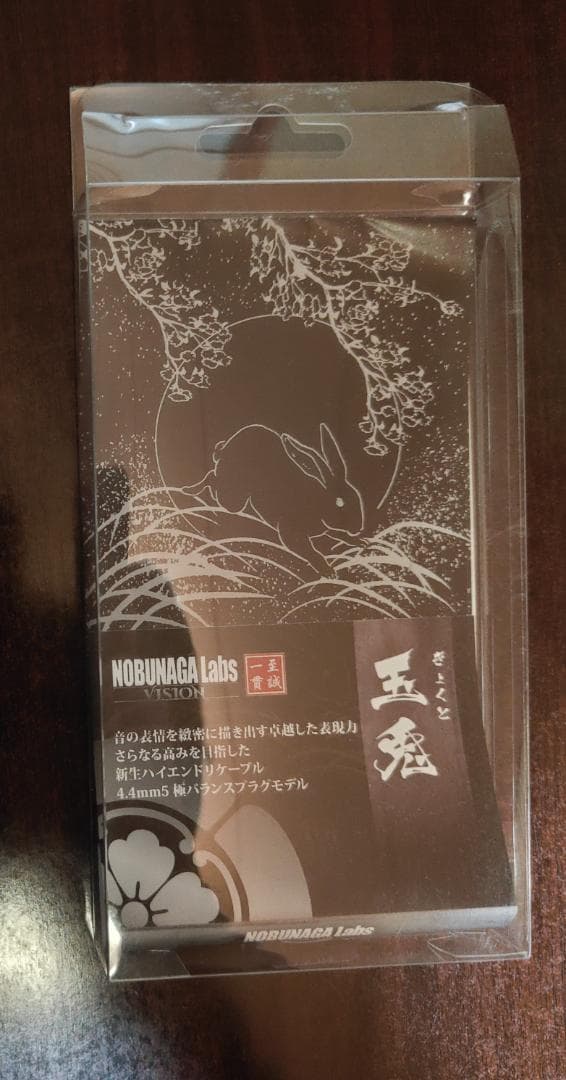 NOBUNAGA Labs
VISION
至誠
一貫
ぎょくと
玉兎
音の表情を緻密に描き出す卓越した表現力
さらなる高みを目指した
新生ハイエンドリケーブル
4.4mm5極バランスプラグモデル
NOBUNAGA Labs